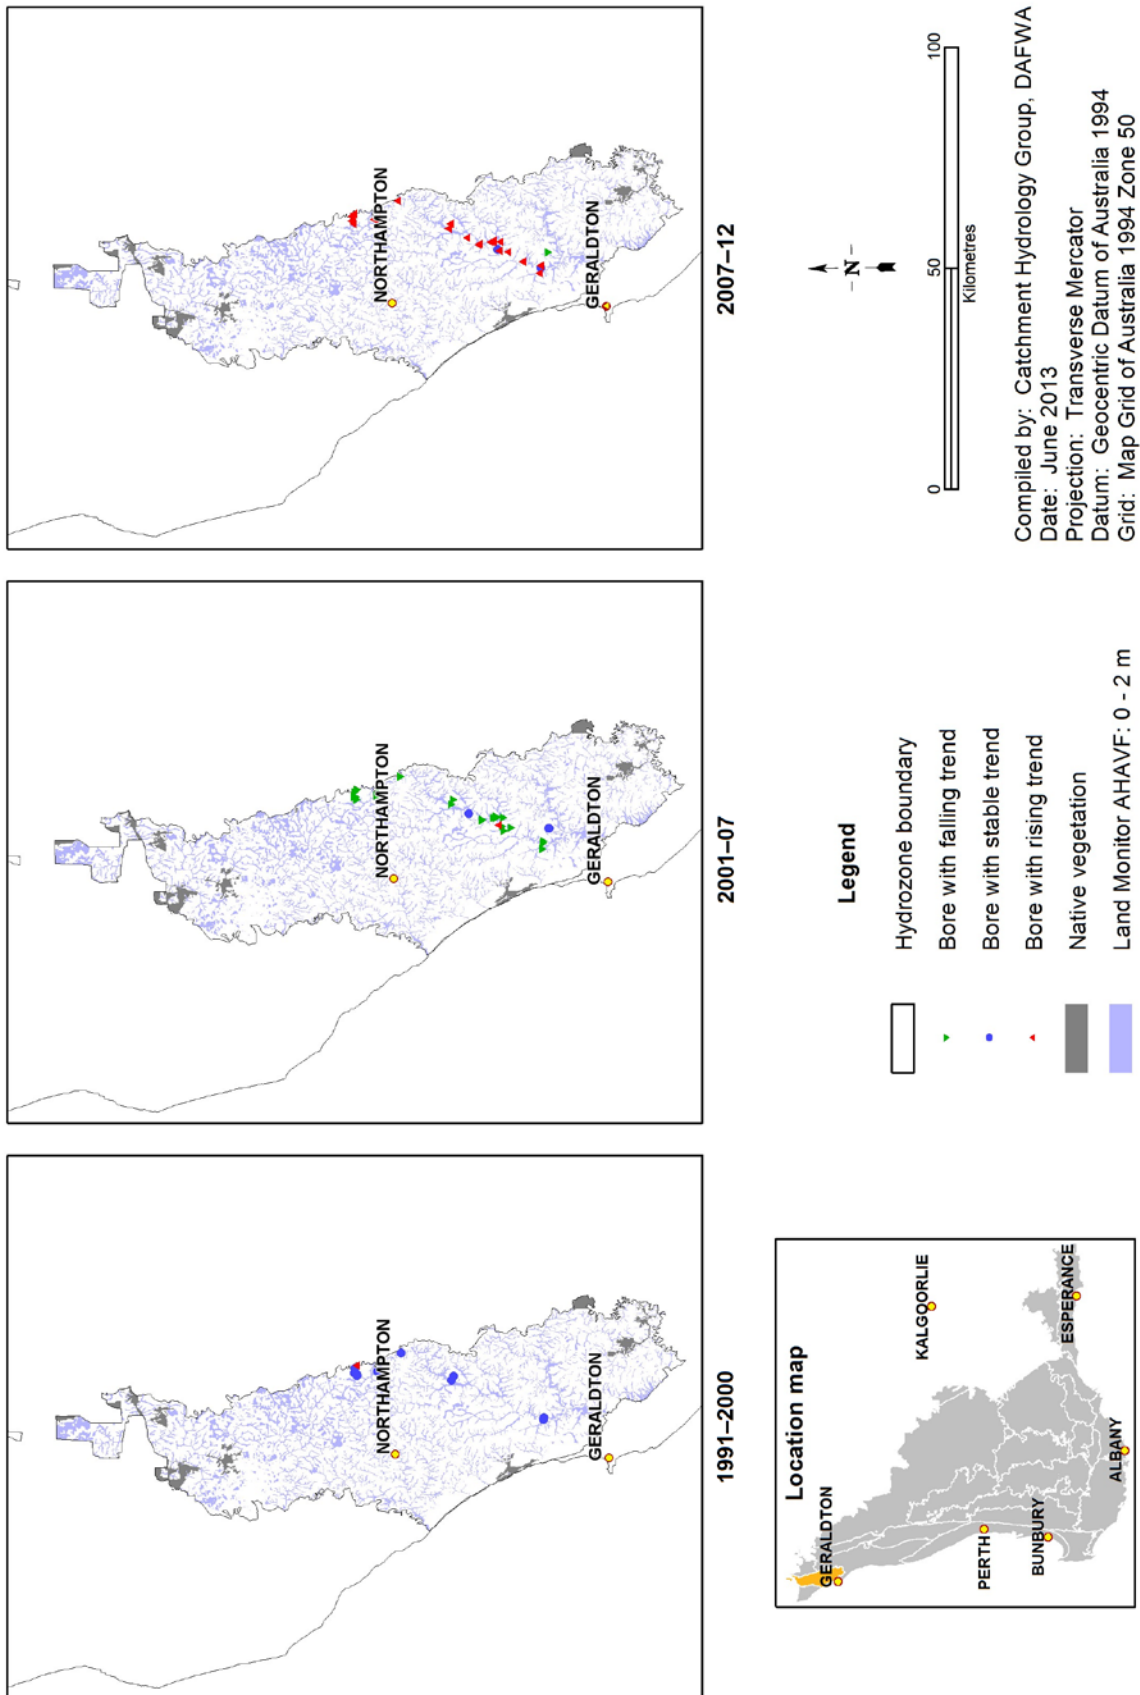 NORTHAMPTON
GERALDTON
1991–2000
NORTHAMPTON
GERALDTON
2001–07
NORTHAMPTON
GERALDTON
2007–12
Location map
GERALDTON
KALGOORLIE
PERTH
BUNBURY
ESPERANCE
ALBANY
Legend
Hydrozone boundary
Bore with falling trend
Bore with stable trend
Bore with rising trend
Native vegetation
Land Monitor AHAVF: 0 - 2 m
N
0 50 100
Kilometres
Compiled by: Catchment Hydrology Group, DAFWA
Date: June 2013
Projection: Transverse Mercator
Datum: Geocentric Datum of Australia 1994
Grid: Map Grid of Australia 1994 Zone 50